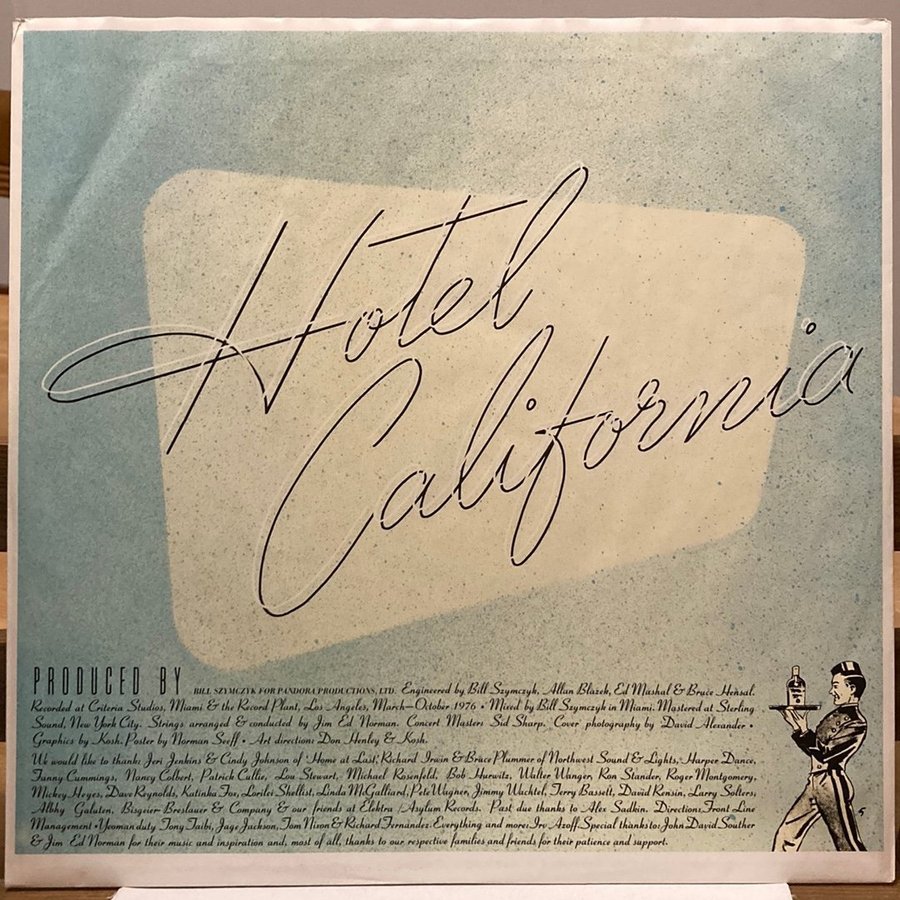 Hotel
California
PRODUCED BY BILL SZYMCZYK FOR PANDORA PRODUCTIONS, LTD. Engineered by Bill Szymczyk, Allan Blazek, Ed Mashal & Bruce Hensal.
Recorded at Criteria Studios, Miami & the Record Plant, Los Angeles, March–October 1976 • Mixed by Bill Szymczyk in Miami. Mastered at Sterling
Sound, New York City. Strings arranged & conducted by Jim Ed Norman. Concert Masters Sid Sharp. Cover photography by David Alexander •
Graphics by Kosh. Poster by Norman Seeff • Art direction: Don Henley & Kosh.
We would like to thank: Jeri Jenkins & Cindy Johnson of 'Home at Last', Richard Irwin & Bruce Plummer of Northwest Sound & Lights, Harper Dance,
Fanny Cummings, Nancy Colbert, Patrick Cullie, Lou Stewart, Michael Rosenfeld, Bob Hurwitz, Walter Wanger, Ron Stander, Roger Montgomery,
Mickey Heyes, Dave Reynolds, Katinka Fox, Lorilei Shellist, Linda McGalliard, Pete Wagner, Jimmy Wachtel, Terry Bassett, David Rensin, Larry Solters,
Albhy Galuten, Bisgeier-Breslauer & Company & our friends at Elektra/Asylum Records. Past due thanks to Alex Sadkin. Directions, Front Line
Management • Yeoman duty, Tony Taibi, Jage Jackson, Tom Nixon & Richard Fernandez. Everything and more: Irv Azoff. Special thanks to: John David Souther
& Jim Ed Norman for their music and inspiration and, most of all, thanks to our respective families and friends for their patience and support.